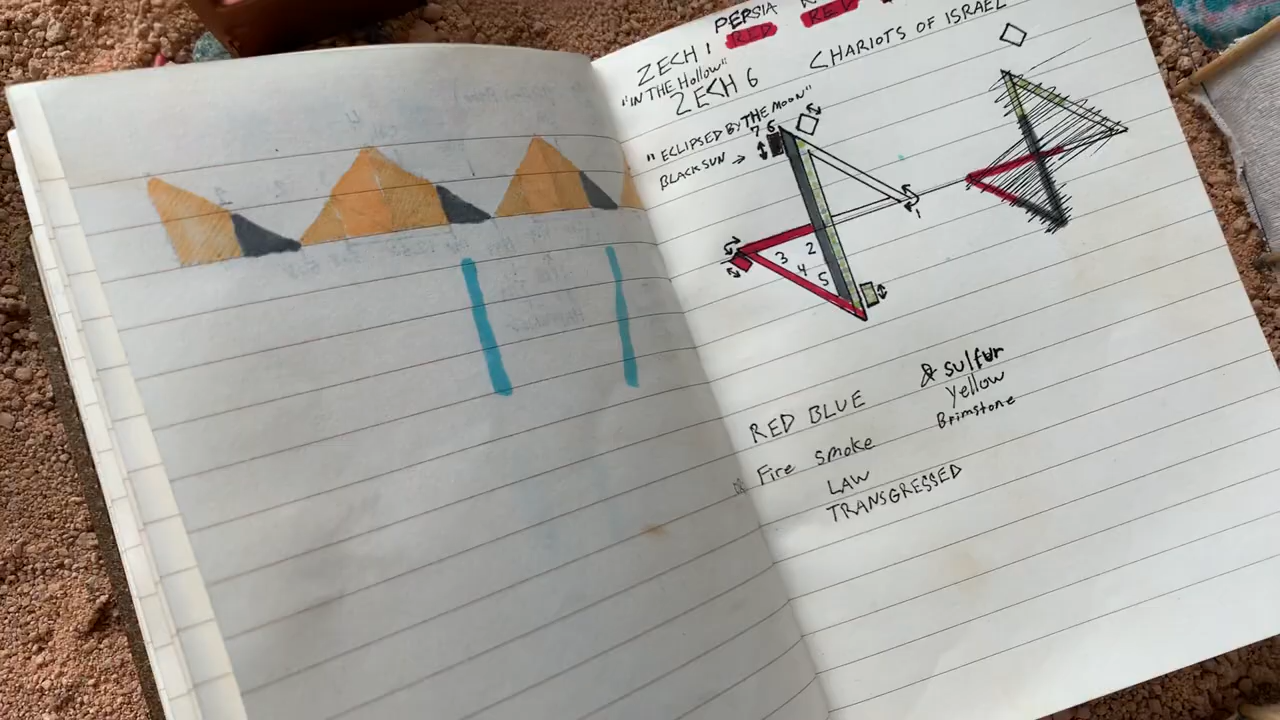 PERSIA
ZECH 1 RED RED
"IN THE HOLLOW"
ZECH 6 CHARIOTS OF ISRAEL
"ECLIPSED BY THE MOON"
BLACK SUN →
7 6
1
3 2
4
5
RED BLUE & sulfur
Yellow
Fire smoke Brimstone
LAW
TRANSGRESSED